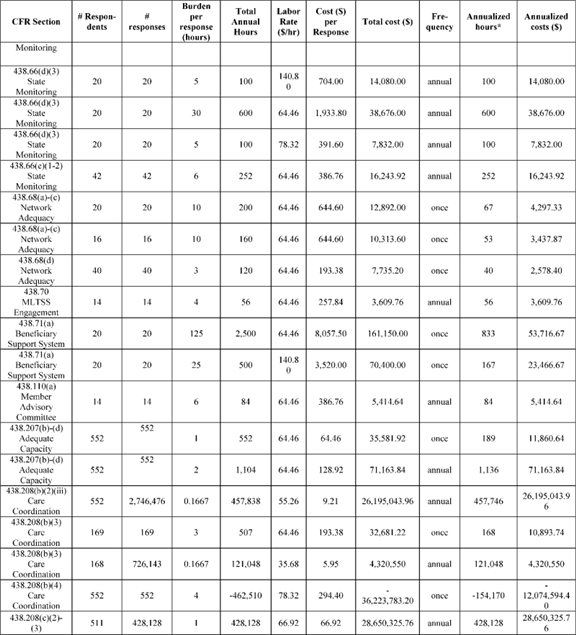 CFR Section | # Respon-dents | # responses | Burden per response (hours) | Total Annual Hours | Labor Rate ($/hr) | Cost ($) per Response | Total cost ($) | Fre-quency | Annualized hours* | Annualized costs ($)
Monitoring
438.66(d)(3) State Monitoring | 20 | 20 | 5 | 100 | 140.80 | 704.00 | 14,080.00 | annual | 100 | 14,080.00
438.66(d)(3) State Monitoring | 20 | 20 | 30 | 600 | 64.46 | 1,933.80 | 38,676.00 | annual | 600 | 38,676.00
438.66(d)(3) State Monitoring | 20 | 20 | 5 | 100 | 78.32 | 391.60 | 7,832.00 | annual | 100 | 7,832.00
438.66(e)(1-2) State Monitoring | 42 | 42 | 6 | 252 | 64.46 | 386.76 | 16,243.92 | annual | 252 | 16,243.92
438.68(a)-(c) Network Adequacy | 20 | 20 | 10 | 200 | 64.46 | 644.60 | 12,892.00 | once | 67 | 4,297.33
438.68(a)-(c) Network Adequacy | 16 | 16 | 10 | 160 | 64.46 | 644.60 | 10,313.60 | once | 53 | 3,437.87
438.68(d) Network Adequacy | 40 | 40 | 3 | 120 | 64.46 | 193.38 | 7,735.20 | once | 40 | 2,578.40
438.70 MLTSS Engagement | 14 | 14 | 4 | 56 | 64.46 | 257.84 | 3,609.76 | annual | 56 | 3,609.76
438.71(a) Beneficiary Support System | 20 | 20 | 125 | 2,500 | 64.46 | 8,057.50 | 161,150.00 | once | 833 | 53,716.67
438.71(a) Beneficiary Support System | 20 | 20 | 25 | 500 | 140.80 | 3,520.00 | 70,400.00 | once | 167 | 23,466.67
438.110(a) Member Advisory Committee | 14 | 14 | 6 | 84 | 64.46 | 386.76 | 5,414.64 | annual | 84 | 5,414.64
438.207(b)-(d) Adequate Capacity | 552 | 552 | 1 | 552 | 64.46 | 64.46 | 35,581.92 | once | 189 | 11,860.64
438.207(b)-(d) Adequate Capacity | 552 | 552 | 2 | 1,104 | 64.46 | 128.92 | 71,163.84 | annual | 1,136 | 71,163.84
438.208(b)(2)(iii) Care Coordination | 552 | 2,746,476 | 0.1667 | 457,838 | 55.26 | 9.21 | 26,195,043.96 | annual | 457,746 | 26,195,043.96
438.208(b)(3) Care Coordination | 169 | 169 | 3 | 507 | 64.46 | 193.38 | 32,681.22 | once | 168 | 10,893.74
438.208(b)(3) Care Coordination | 168 | 726,143 | 0.1667 | 121,048 | 35.68 | 5.95 | 4,320,550 | annual | 121,048 | 4,320,550
438.208(b)(4) Care Coordination | 552 | 552 | 4 | -462,510 | 78.32 | 294.40 | -36,223,783.20 | once | -154,170 | -12,074,594.40
438.208(c)(2)-(3) | 511 | 428,128 | 1 | 428,128 | 66.92 | 66.92 | 28,650,325.76 | annual | 428,128 | 28,650,325.76